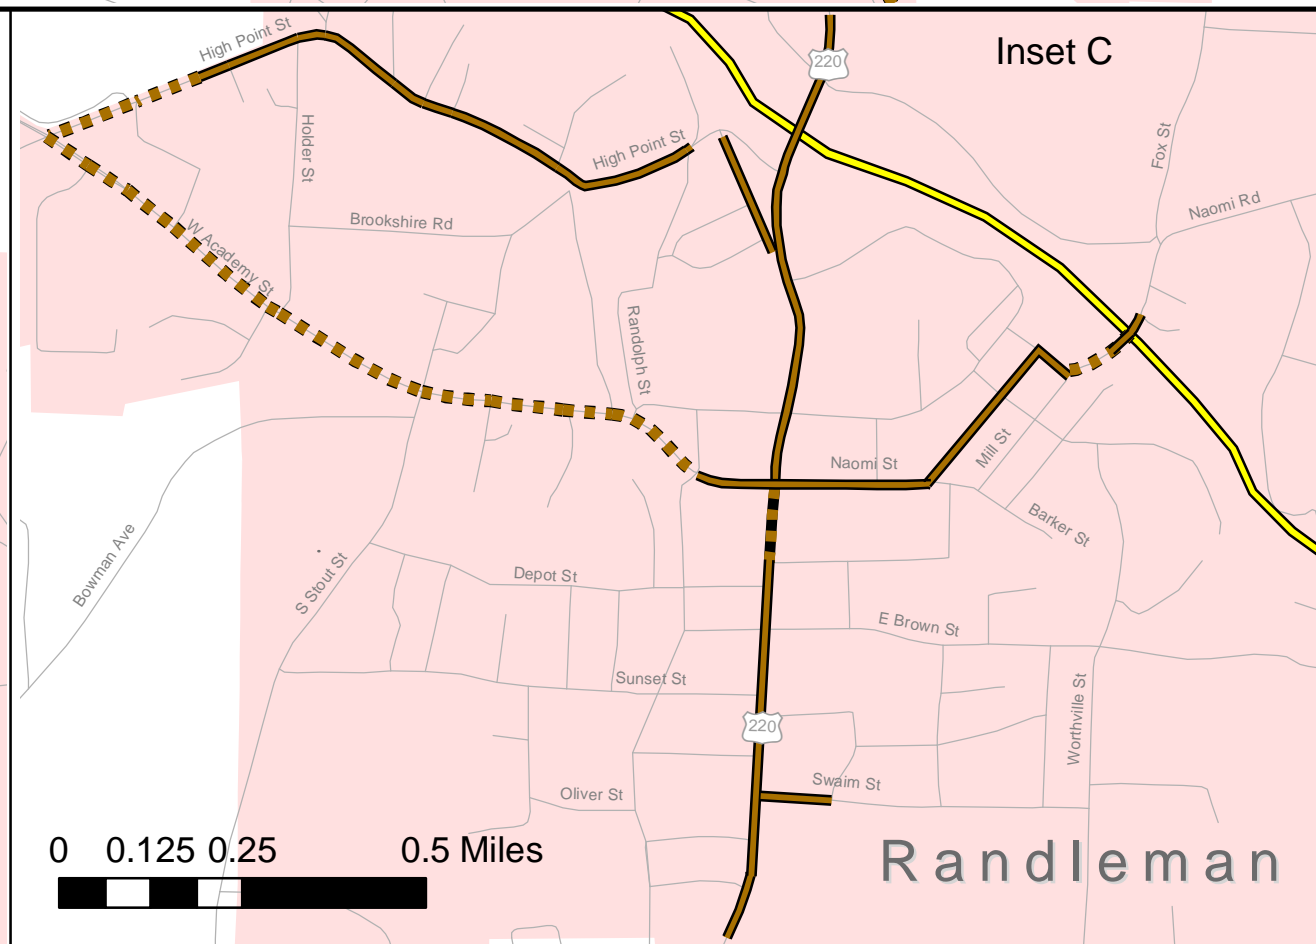 High Point St
220
Inset C
Holder St
High Point St
Fox St
Naomi Rd
Brookshire Rd
W Academy St
Randolph St
Naomi St
Mill St
Barker St
Bowman Ave
S Stout St
Depot St
E Brown St
Sunset St
220
Worthville St
Swaim St
Oliver St
0 0.125 0.25 0.5 Miles
Randleman